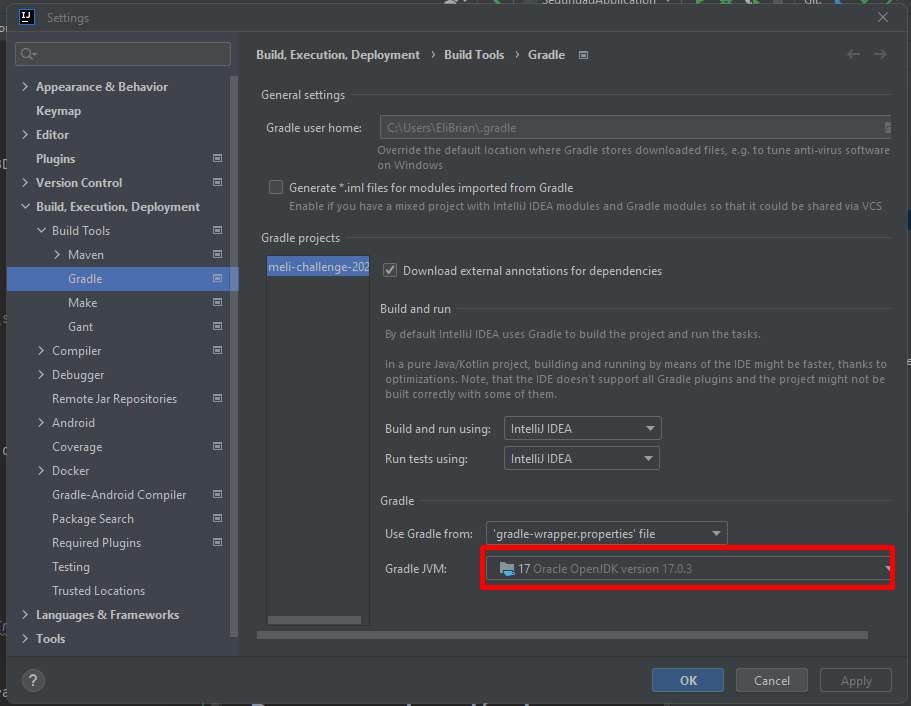 Settings
Appearance & Behavior
Keymap
Editor
Plugins
Version Control
Build, Execution, Deployment
Build Tools
Maven
Gradle
Make
Gant
Compiler
Debugger
Remote Jar Repositories
Android
Coverage
Docker
Gradle-Android Compiler
Package Search
Required Plugins
Testing
Trusted Locations
Languages & Frameworks
Tools
Build, Execution, Deployment › Build Tools › Gradle
General settings
Gradle user home: C:\Users\EliBrian\.gradle
Override the default location where Gradle stores downloaded files, e.g. to tune anti-virus software
on Windows
Generate *.iml files for modules imported from Gradle
Enable if you have a mixed project with IntelliJ IDEA modules and Gradle modules so that it could be shared via VCS
Gradle projects
meli-challenge-202
Download external annotations for dependencies
Build and run
By default IntelliJ IDEA uses Gradle to build the project and run the tasks.
In a pure Java/Kotlin project, building and running by means of the IDE might be faster, thanks to
optimizations. Note, that the IDE doesn't support all Gradle plugins and the project might not be
built correctly with some of them.
Build and run using: IntelliJ IDEA
Run tests using: IntelliJ IDEA
Gradle
Use Gradle from: 'gradle-wrapper.properties' file
Gradle JVM: 17 Oracle OpenJDK version 17.0.3
?
OK
Cancel
Apply